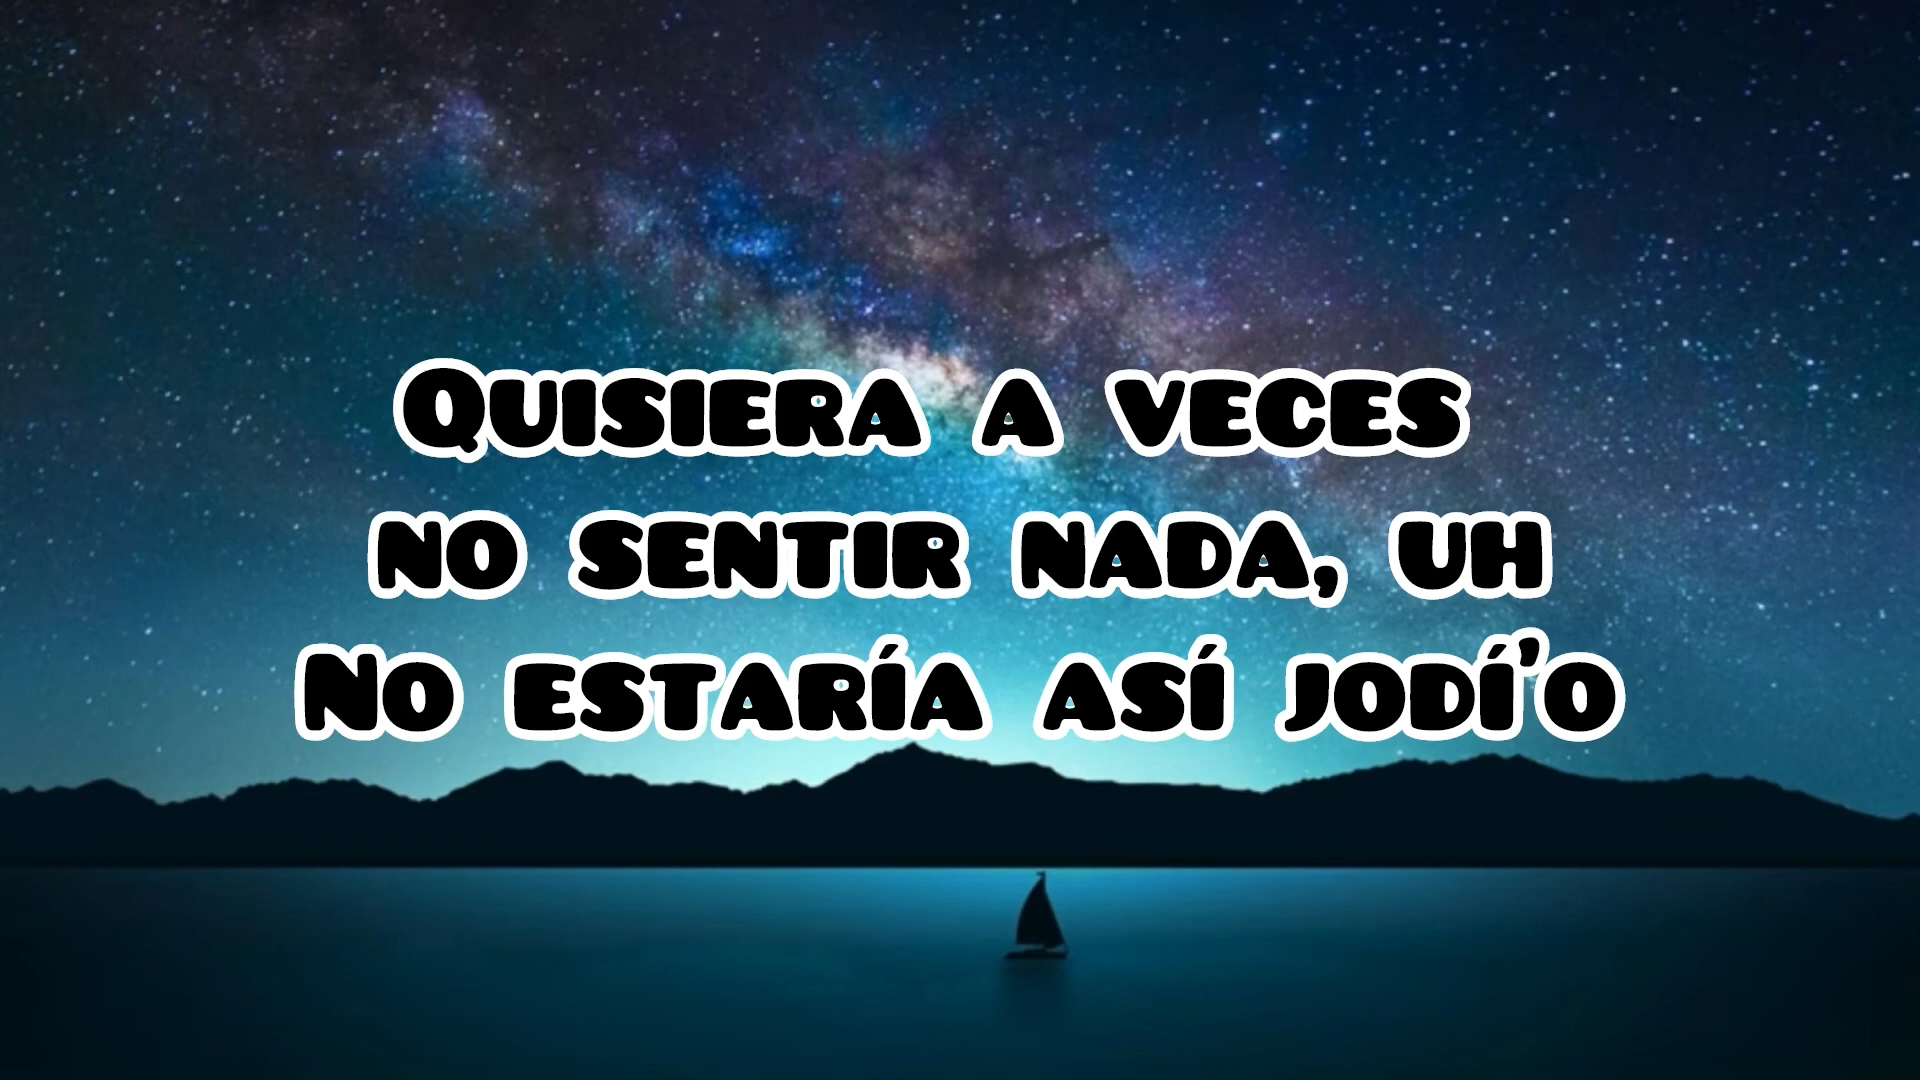 Quisiera a veces
no sentir nada, uh
No estaría así jodí'o